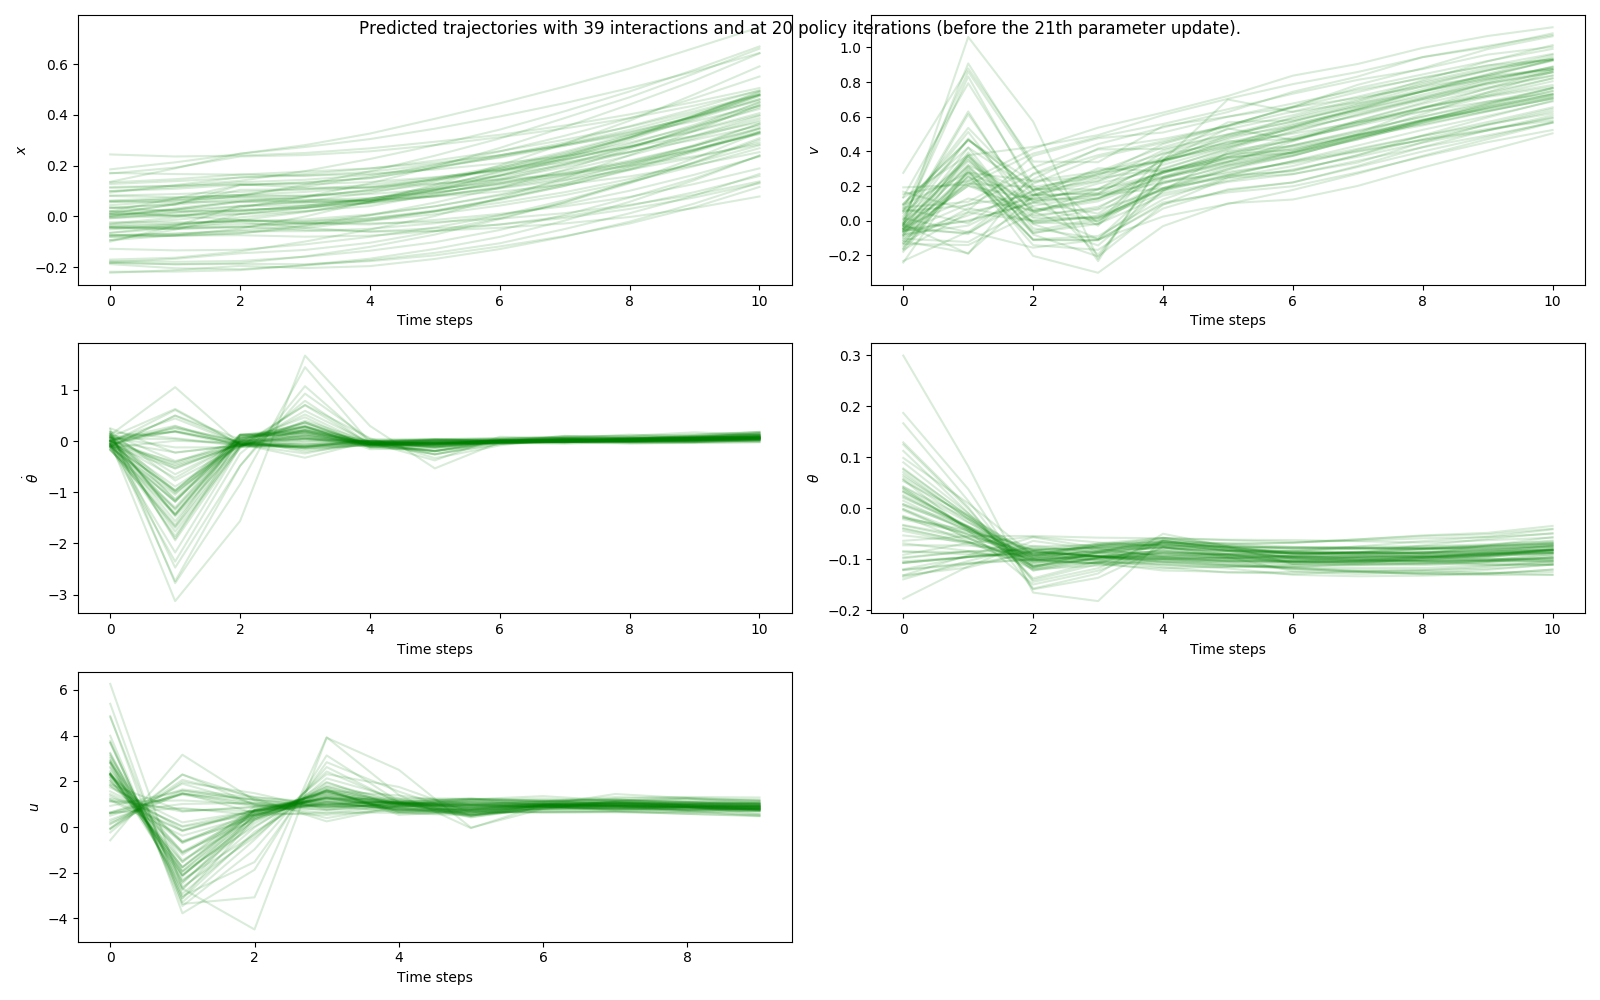 Predicted trajectories with 39 interactions and at 20 policy iterations (before the 21th parameter update).
x
0.6
0.4
0.2
0.0
−0.2
0 2 4 6 8 10
Time steps
v
1.0
0.8
0.6
0.4
0.2
0.0
−0.2
0 2 4 6 8 10
Time steps
θ̇
1
0
−1
−2
−3
0 2 4 6 8 10
Time steps
θ
0.3
0.2
0.1
0.0
−0.1
−0.2
0 2 4 6 8 10
Time steps
u
6
4
2
0
−2
−4
0 2 4 6 8
Time steps